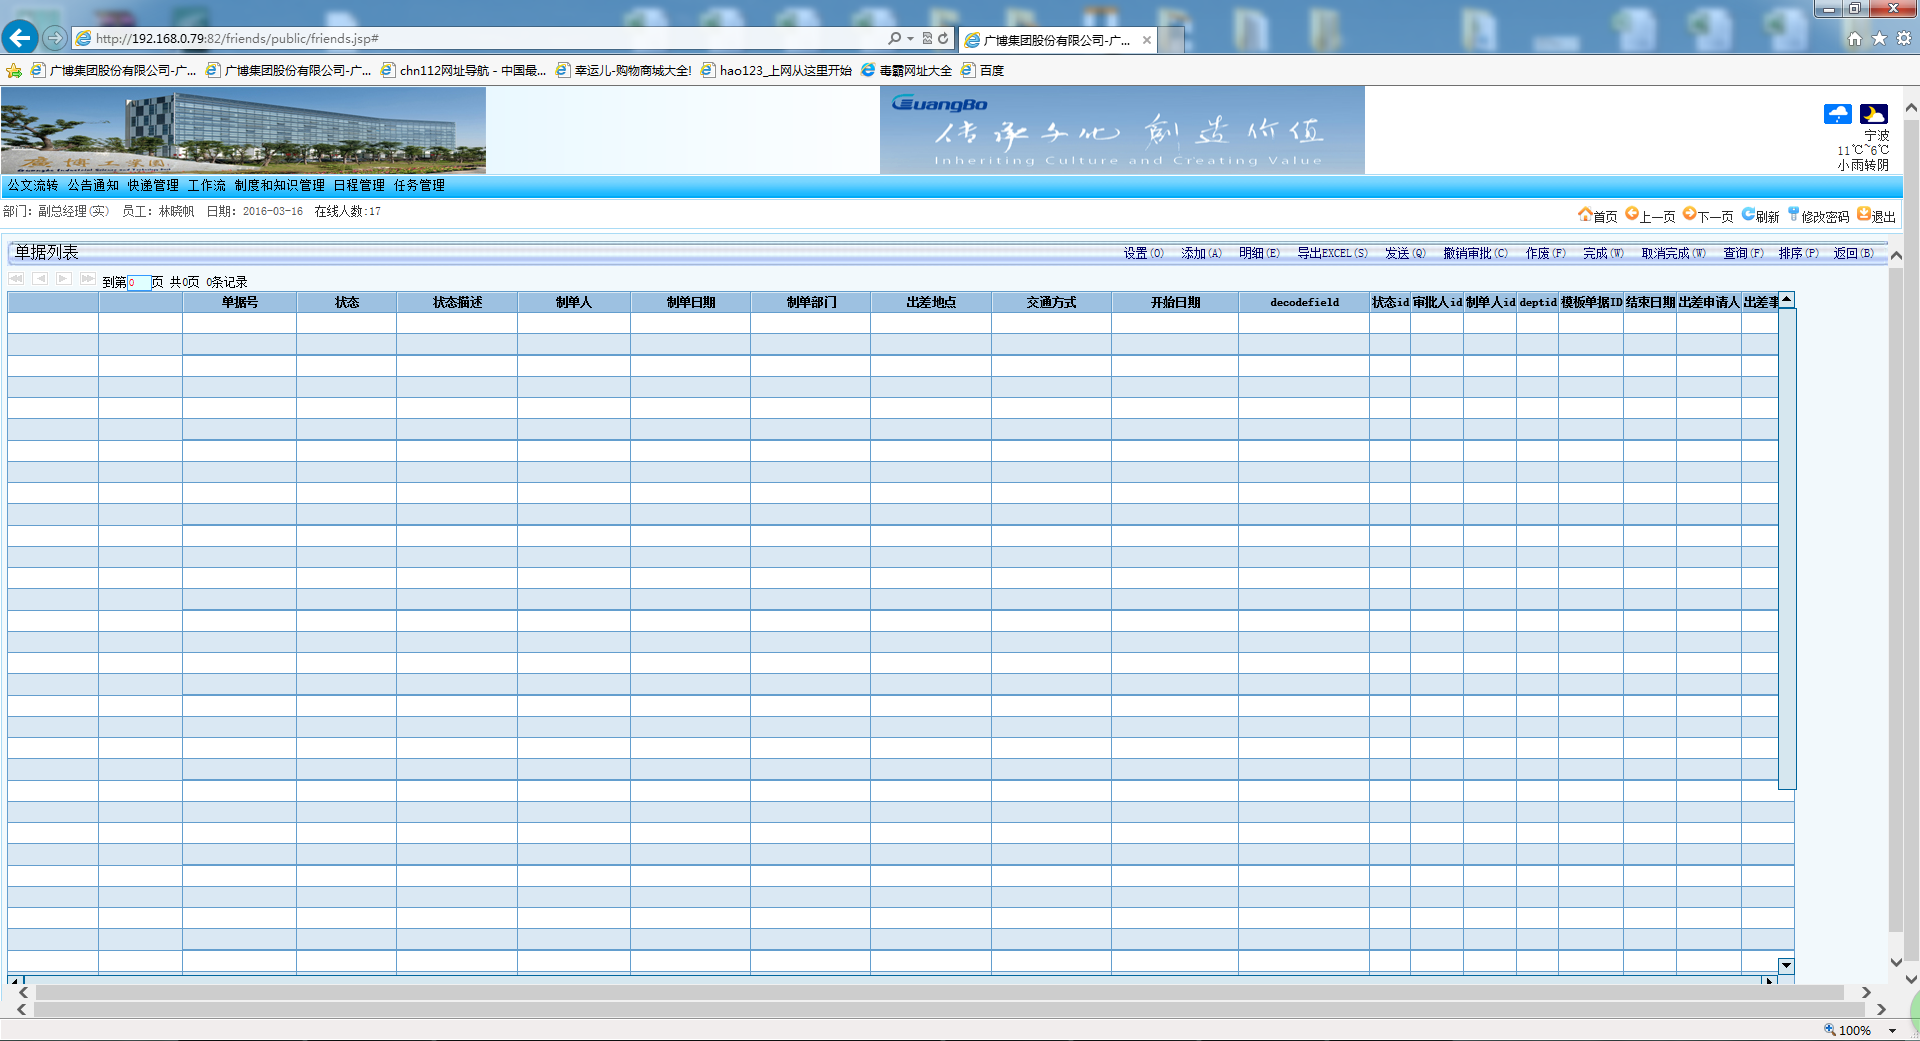 http://192.168.0.79:82/friends/public/friends.jsp#
广博集团股份有限公司-广...
广博集团股份有限公司-广...
广博集团股份有限公司-广...
chn112网址导航 - 中国最...
幸运儿-购物商城大全!
hao123_上网从这里开始
毒霸网址大全
百度
GuangBo
传承文化 創造价值
Inheriting Culture and Creating Value
宁波
11℃~6℃
小雨转阴
公文流转 公告通知 快递管理 工作流 制度和知识管理 日程管理 任务管理
部门: 副总经理(实) 员工: 林晓帆 日期: 2016-03-16 在线人数:17
首页 上一页 下一页 刷新 修改密码 退出
单据列表
设置(O) 添加(A) 明细(E) 导出EXCEL(S) 发送(Q) 撤销审批(C) 作废(F) 完成(W) 取消完成(W) 查询(F) 排序(P) 返回(B)
到第0页 共0页 0条记录
单据号 状态 状态描述 制单人 制单日期 制单部门 出差地点 交通方式 开始日期 decodefield 状态id 审批人id 制单人id deptid 模板单据ID 结束日期 出差申请人 出差事
100%